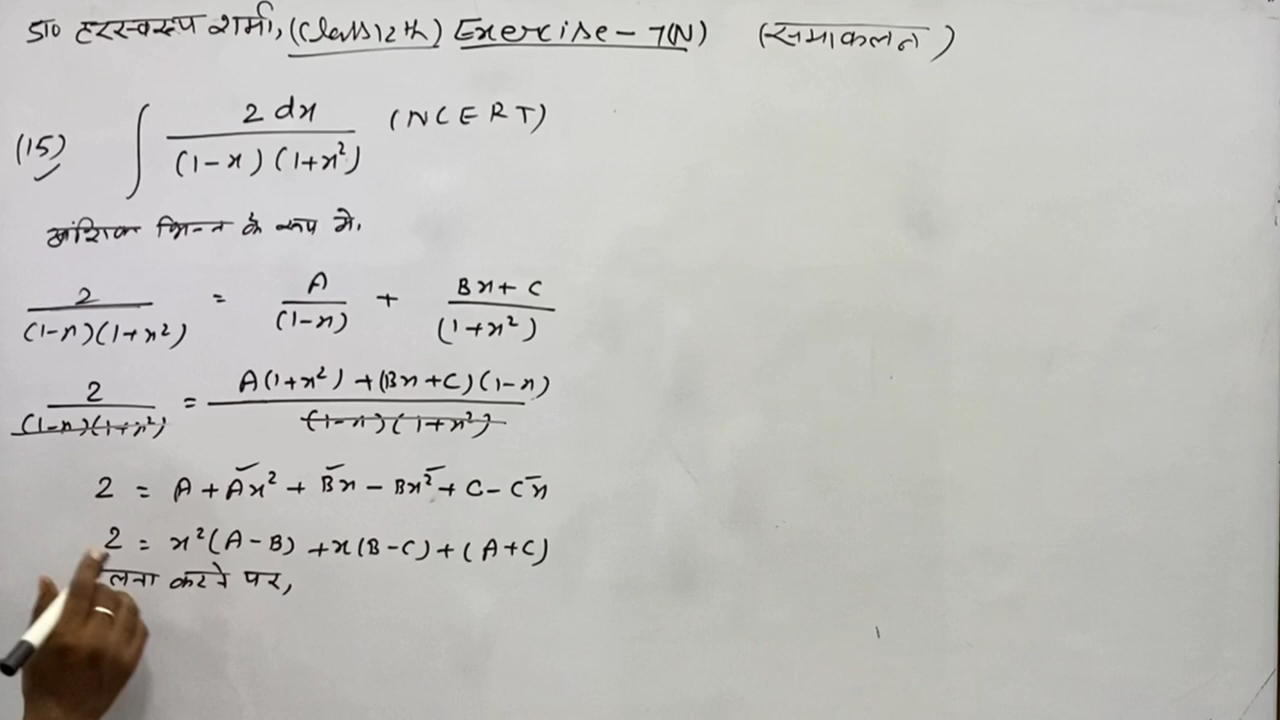 डा० हरस्वरूप शर्मा, (Class 12th) Exercise - 7(N) (समाकलन)
(15) ∫ 2 dx / (1-x)(1+x²) (NCERT)
आंशिक भिन्न के रूप मे,
2 / (1-x)(1+x²) = A / (1-x) + Bx+C / (1+x²)
2 / (1-x)(1+x²) = A(1+x²)+(Bx+C)(1-x) / (1-x)(1+x²)
2 = A + Ax² + Bx - Bx² + C - Cx
2 = x²(A-B) + x(B-C) + (A+C)
लना करने पर,